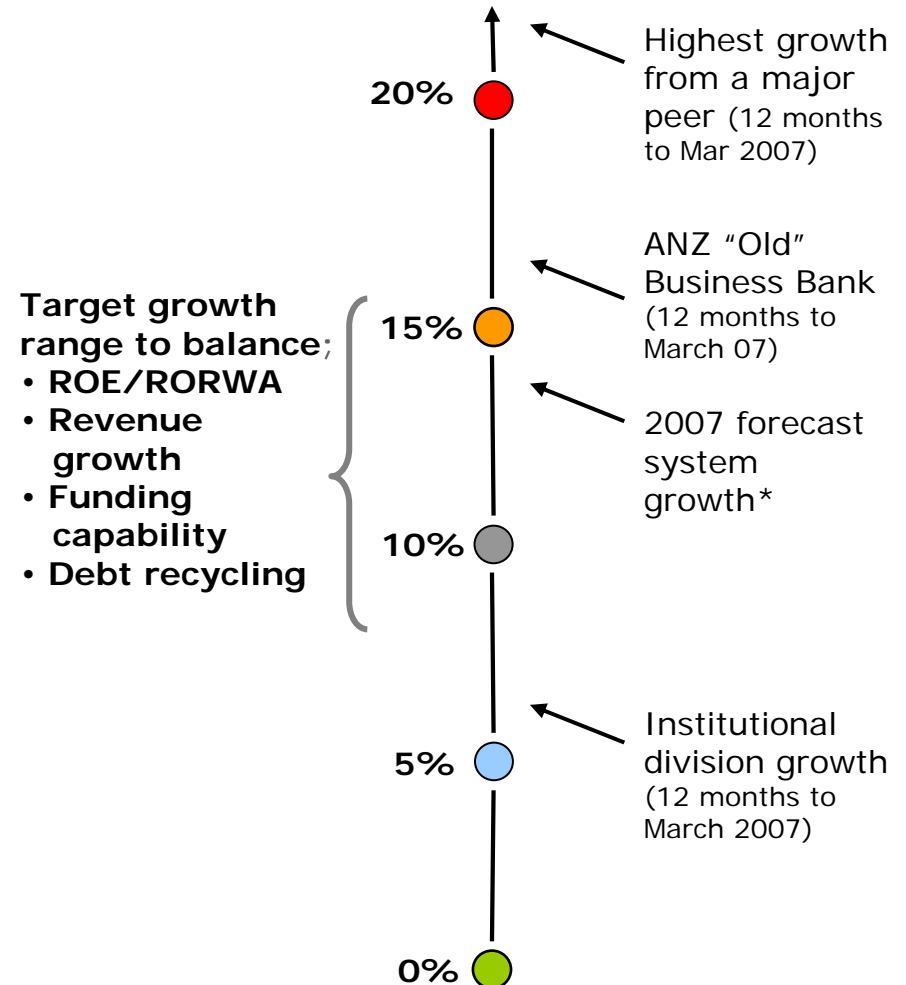 Highest growth
from a major
peer (12 months
to Mar 2007)
20%
ANZ “Old”
Business Bank
(12 months to
March 07)
Target growth
range to balance;
• ROE/RORWA
• Revenue
growth
• Funding
capability
• Debt recycling
15%
2007 forecast
system
growth*
10%
Institutional
division growth
(12 months to
March 2007)
5%
0%